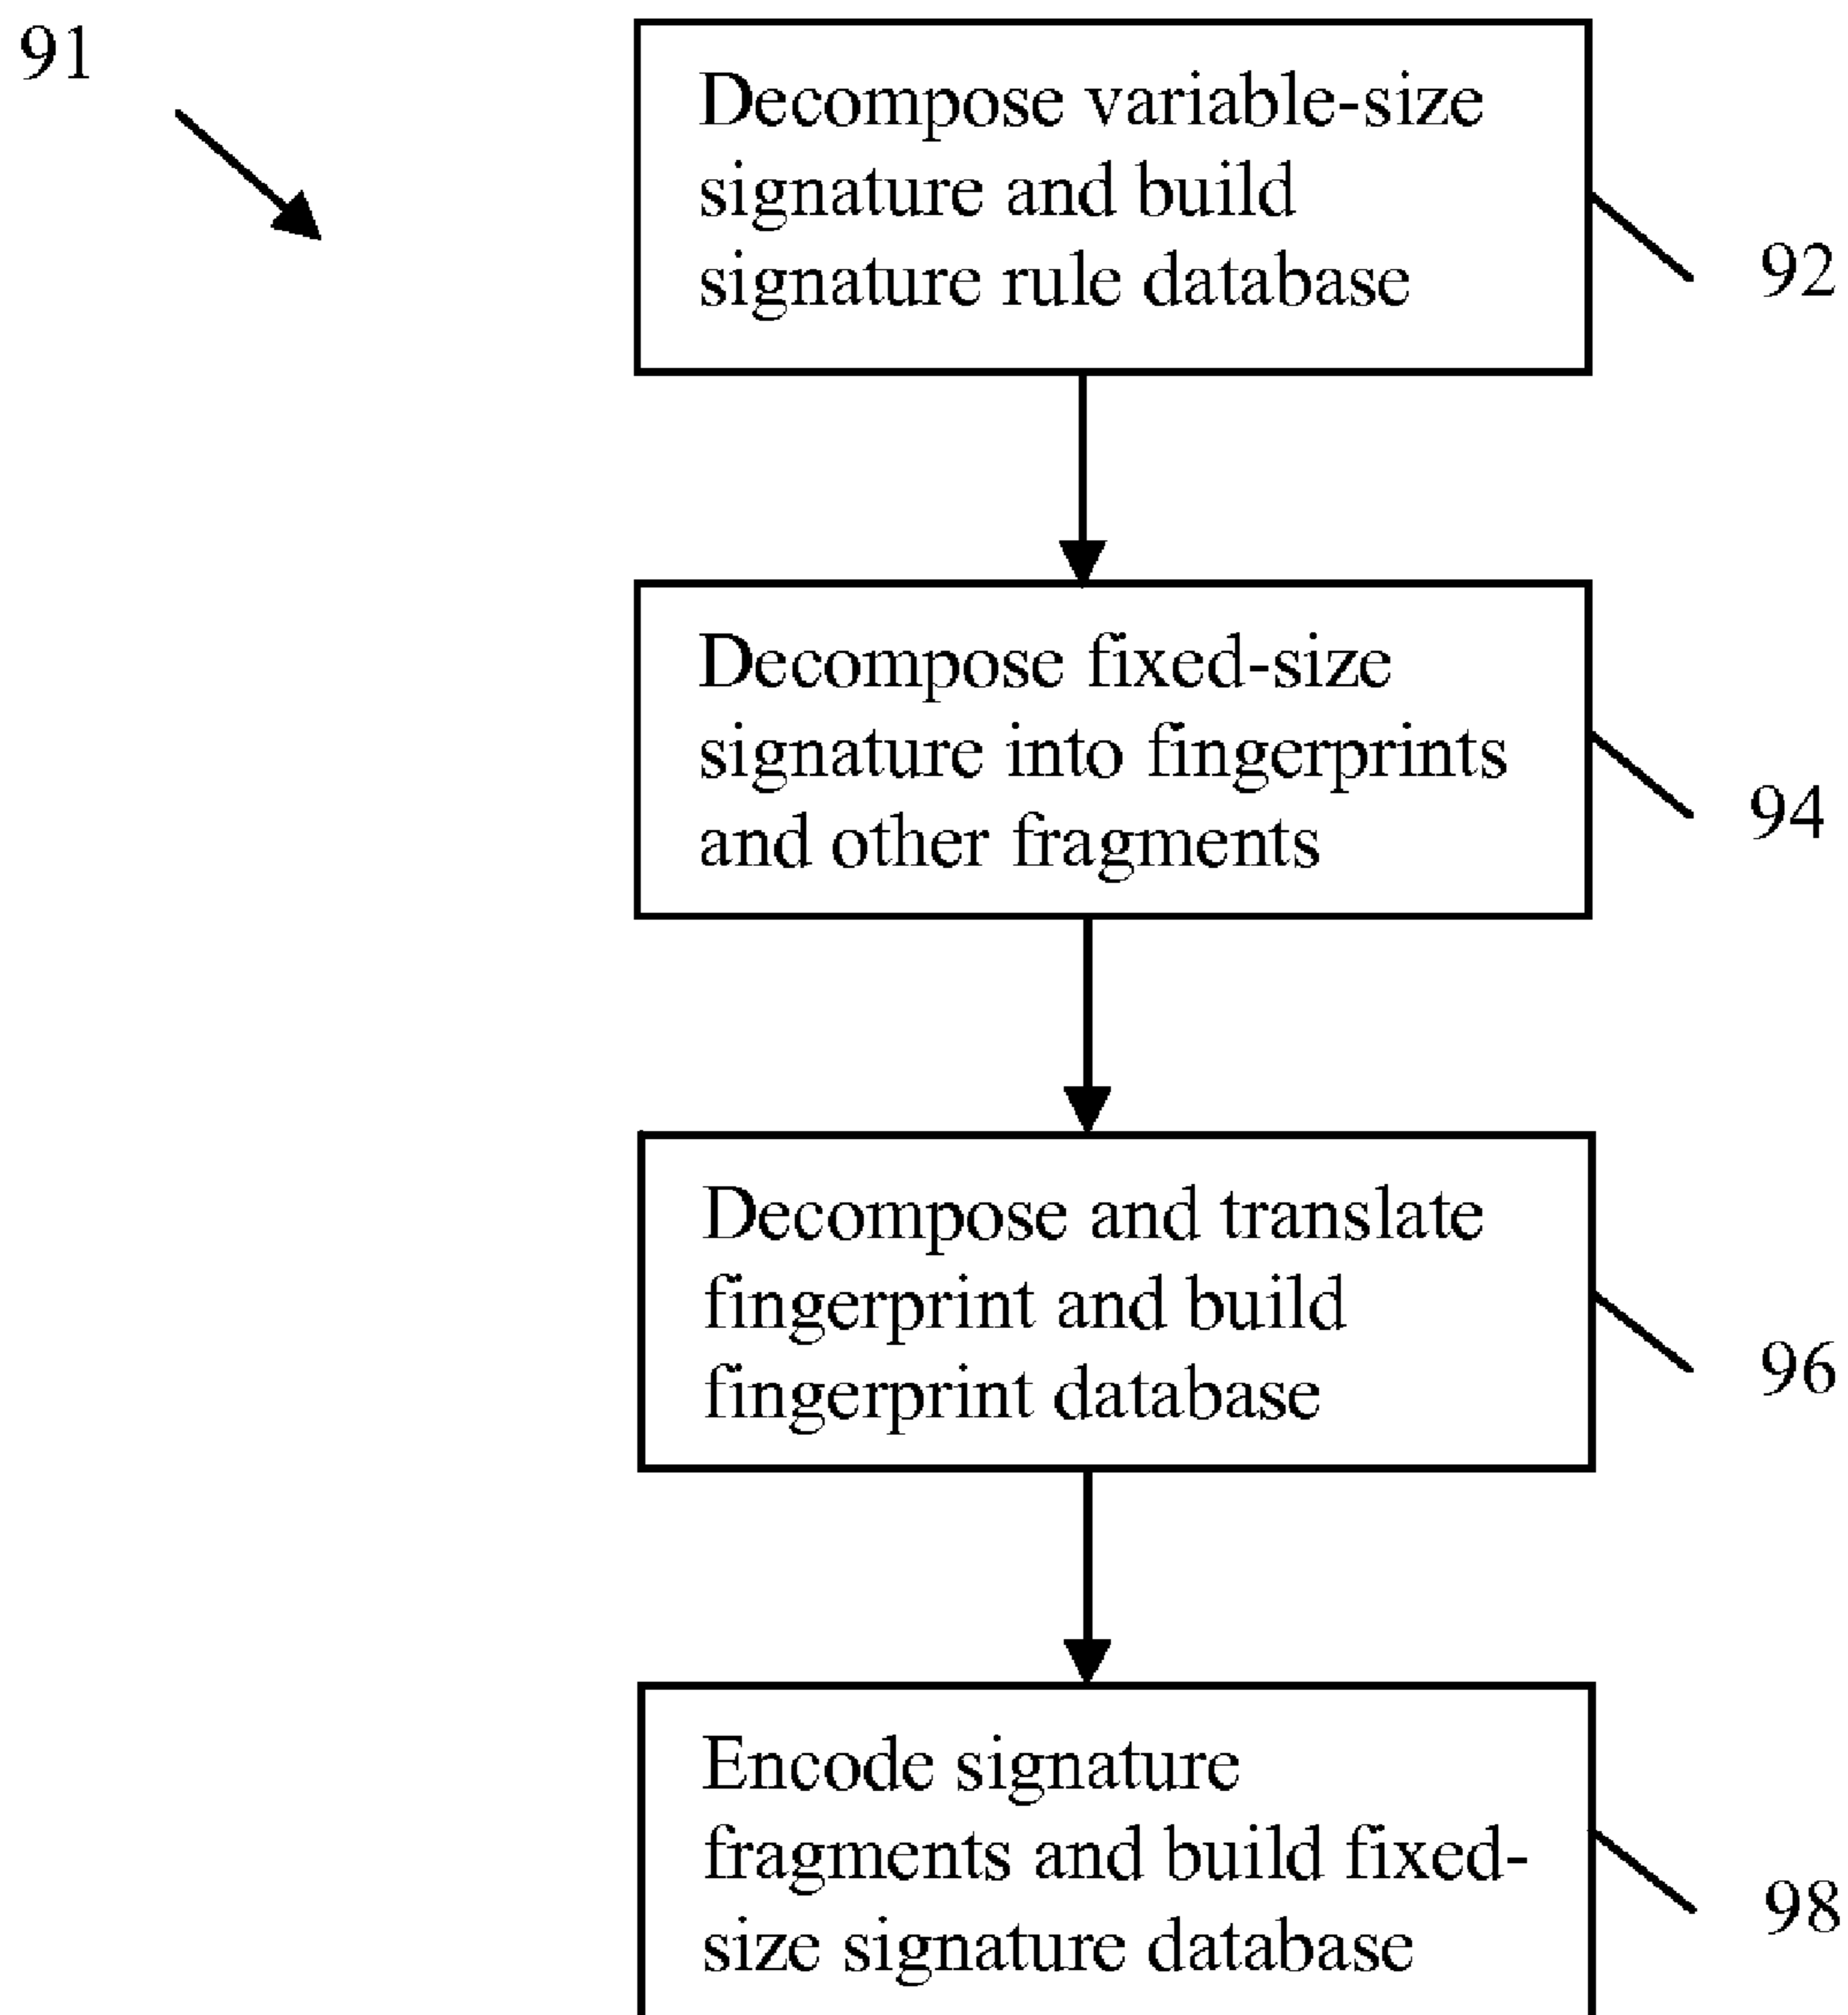 91
Decompose variable-size
signature and build
signature rule database
92
Decompose fixed-size
signature into fingerprints
and other fragments
94
Decompose and translate
fingerprint and build
fingerprint database
96
Encode signature
fragments and build fixed-
size signature database
98